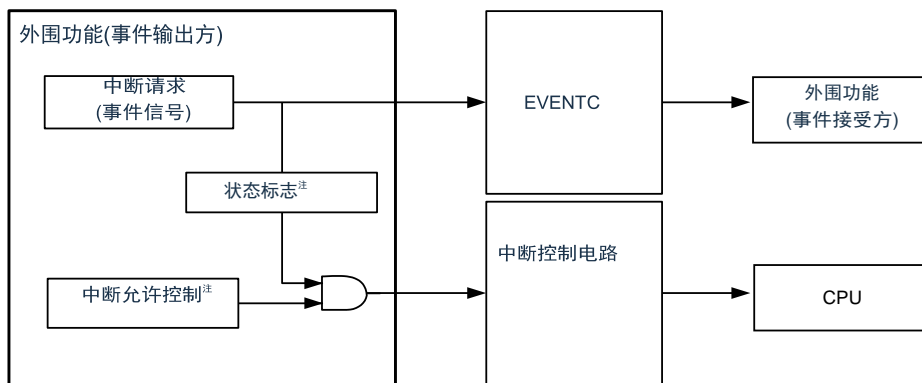 外围功能(事件输出方)
中断请求
(事件信号)
EVENTC
外围功能
(事件接受方)
状态标志注
中断控制电路
中断允许控制注
CPU